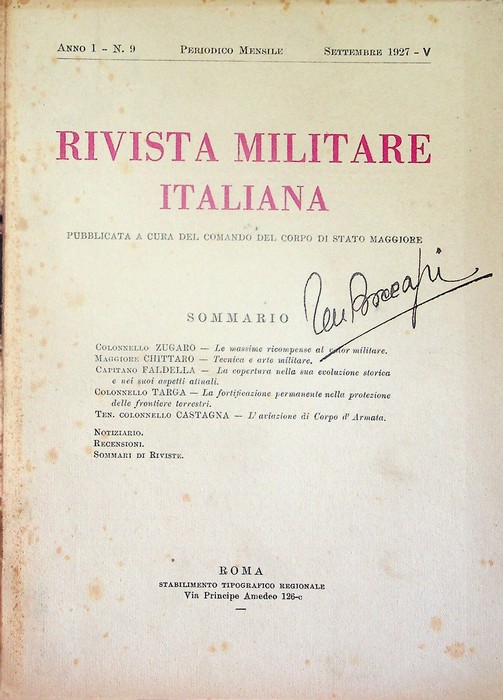 Anno I - N. 9 Periodico Mensile Settembre 1927 - V
RIVISTA MILITARE
ITALIANA
PUBBLICATA A CURA DEL COMANDO DEL CORPO DI STATO MAGGIORE
SOMMARIO
Colonnello ZUGARO — Le massime ricompense al valor militare.
Maggiore CHITTARO — Tecnica e arte militare.
Capitano FALDELLA — La copertura nella sua evoluzione storica
e nei suoi aspetti attuali.
Colonnello TARGA — La fortificazione permanente nella protezione
delle frontiere terrestri.
Ten. colonnello CASTAGNA — L'aviazione di Corpo d'Armata.
Notiziario.
Recensioni.
Sommari di Riviste.
ROMA
STABILIMENTO TIPOGRAFICO REGIONALE
Via Principe Amedeo 126-c